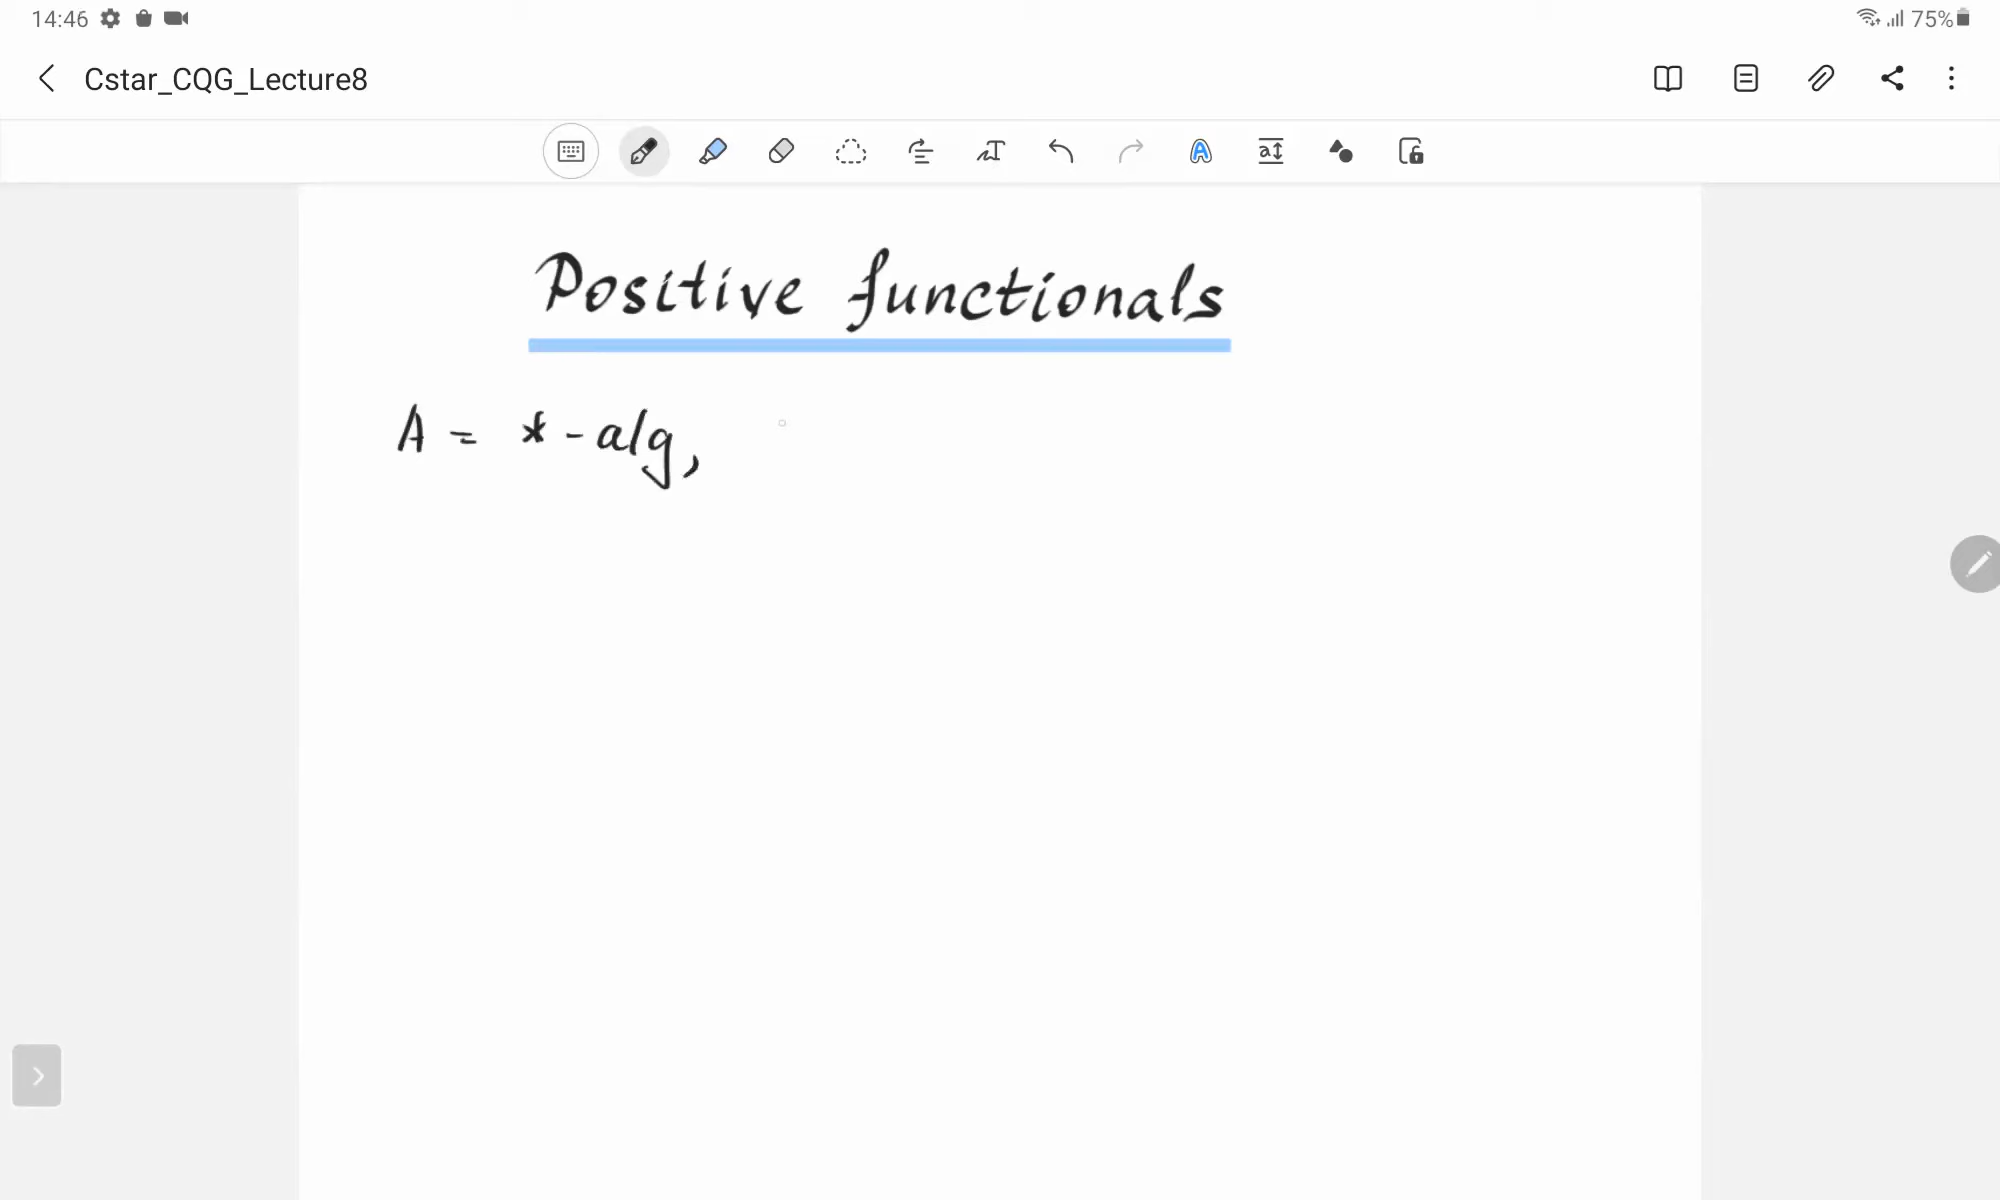 14:46 75%
Cstar_CQG_Lecture8
Positive functionals
A = * - alg,